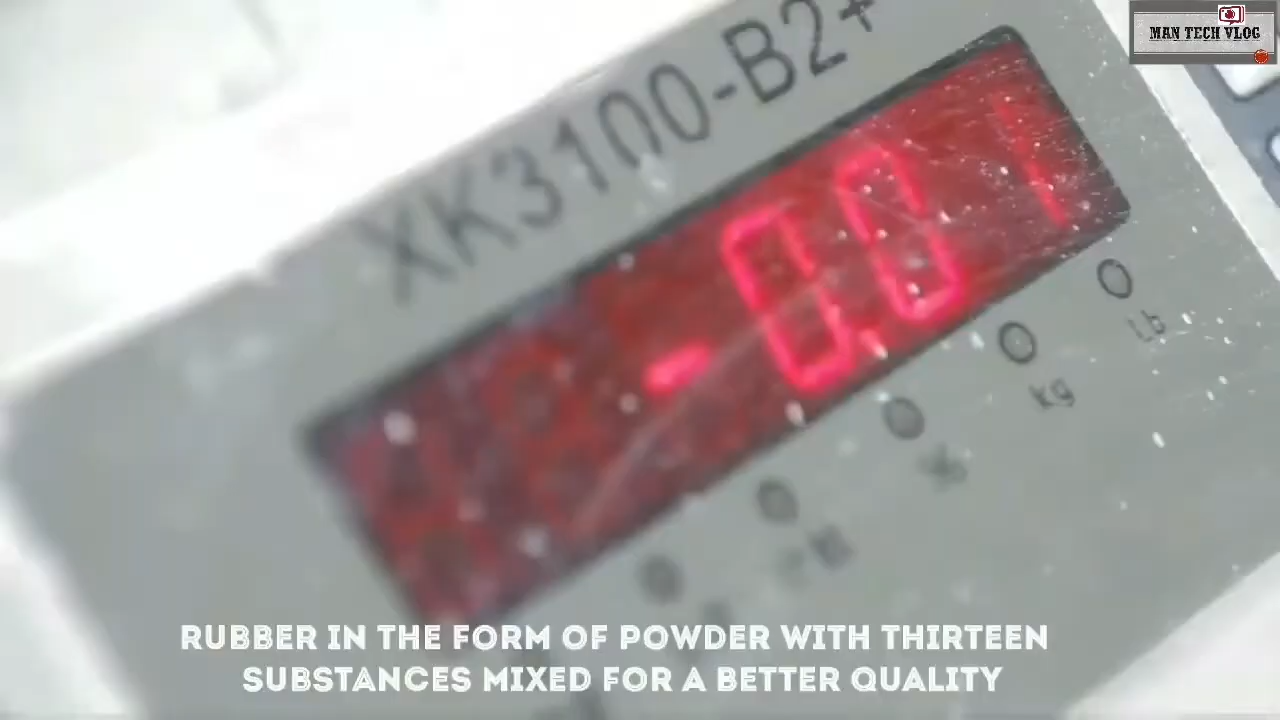 MAN TECH VLOG
XK3100-B2+
-0.01
Lb
kg
RUBBER IN THE FORM OF POWDER WITH THIRTEEN
SUBSTANCES MIXED FOR A BETTER QUALITY